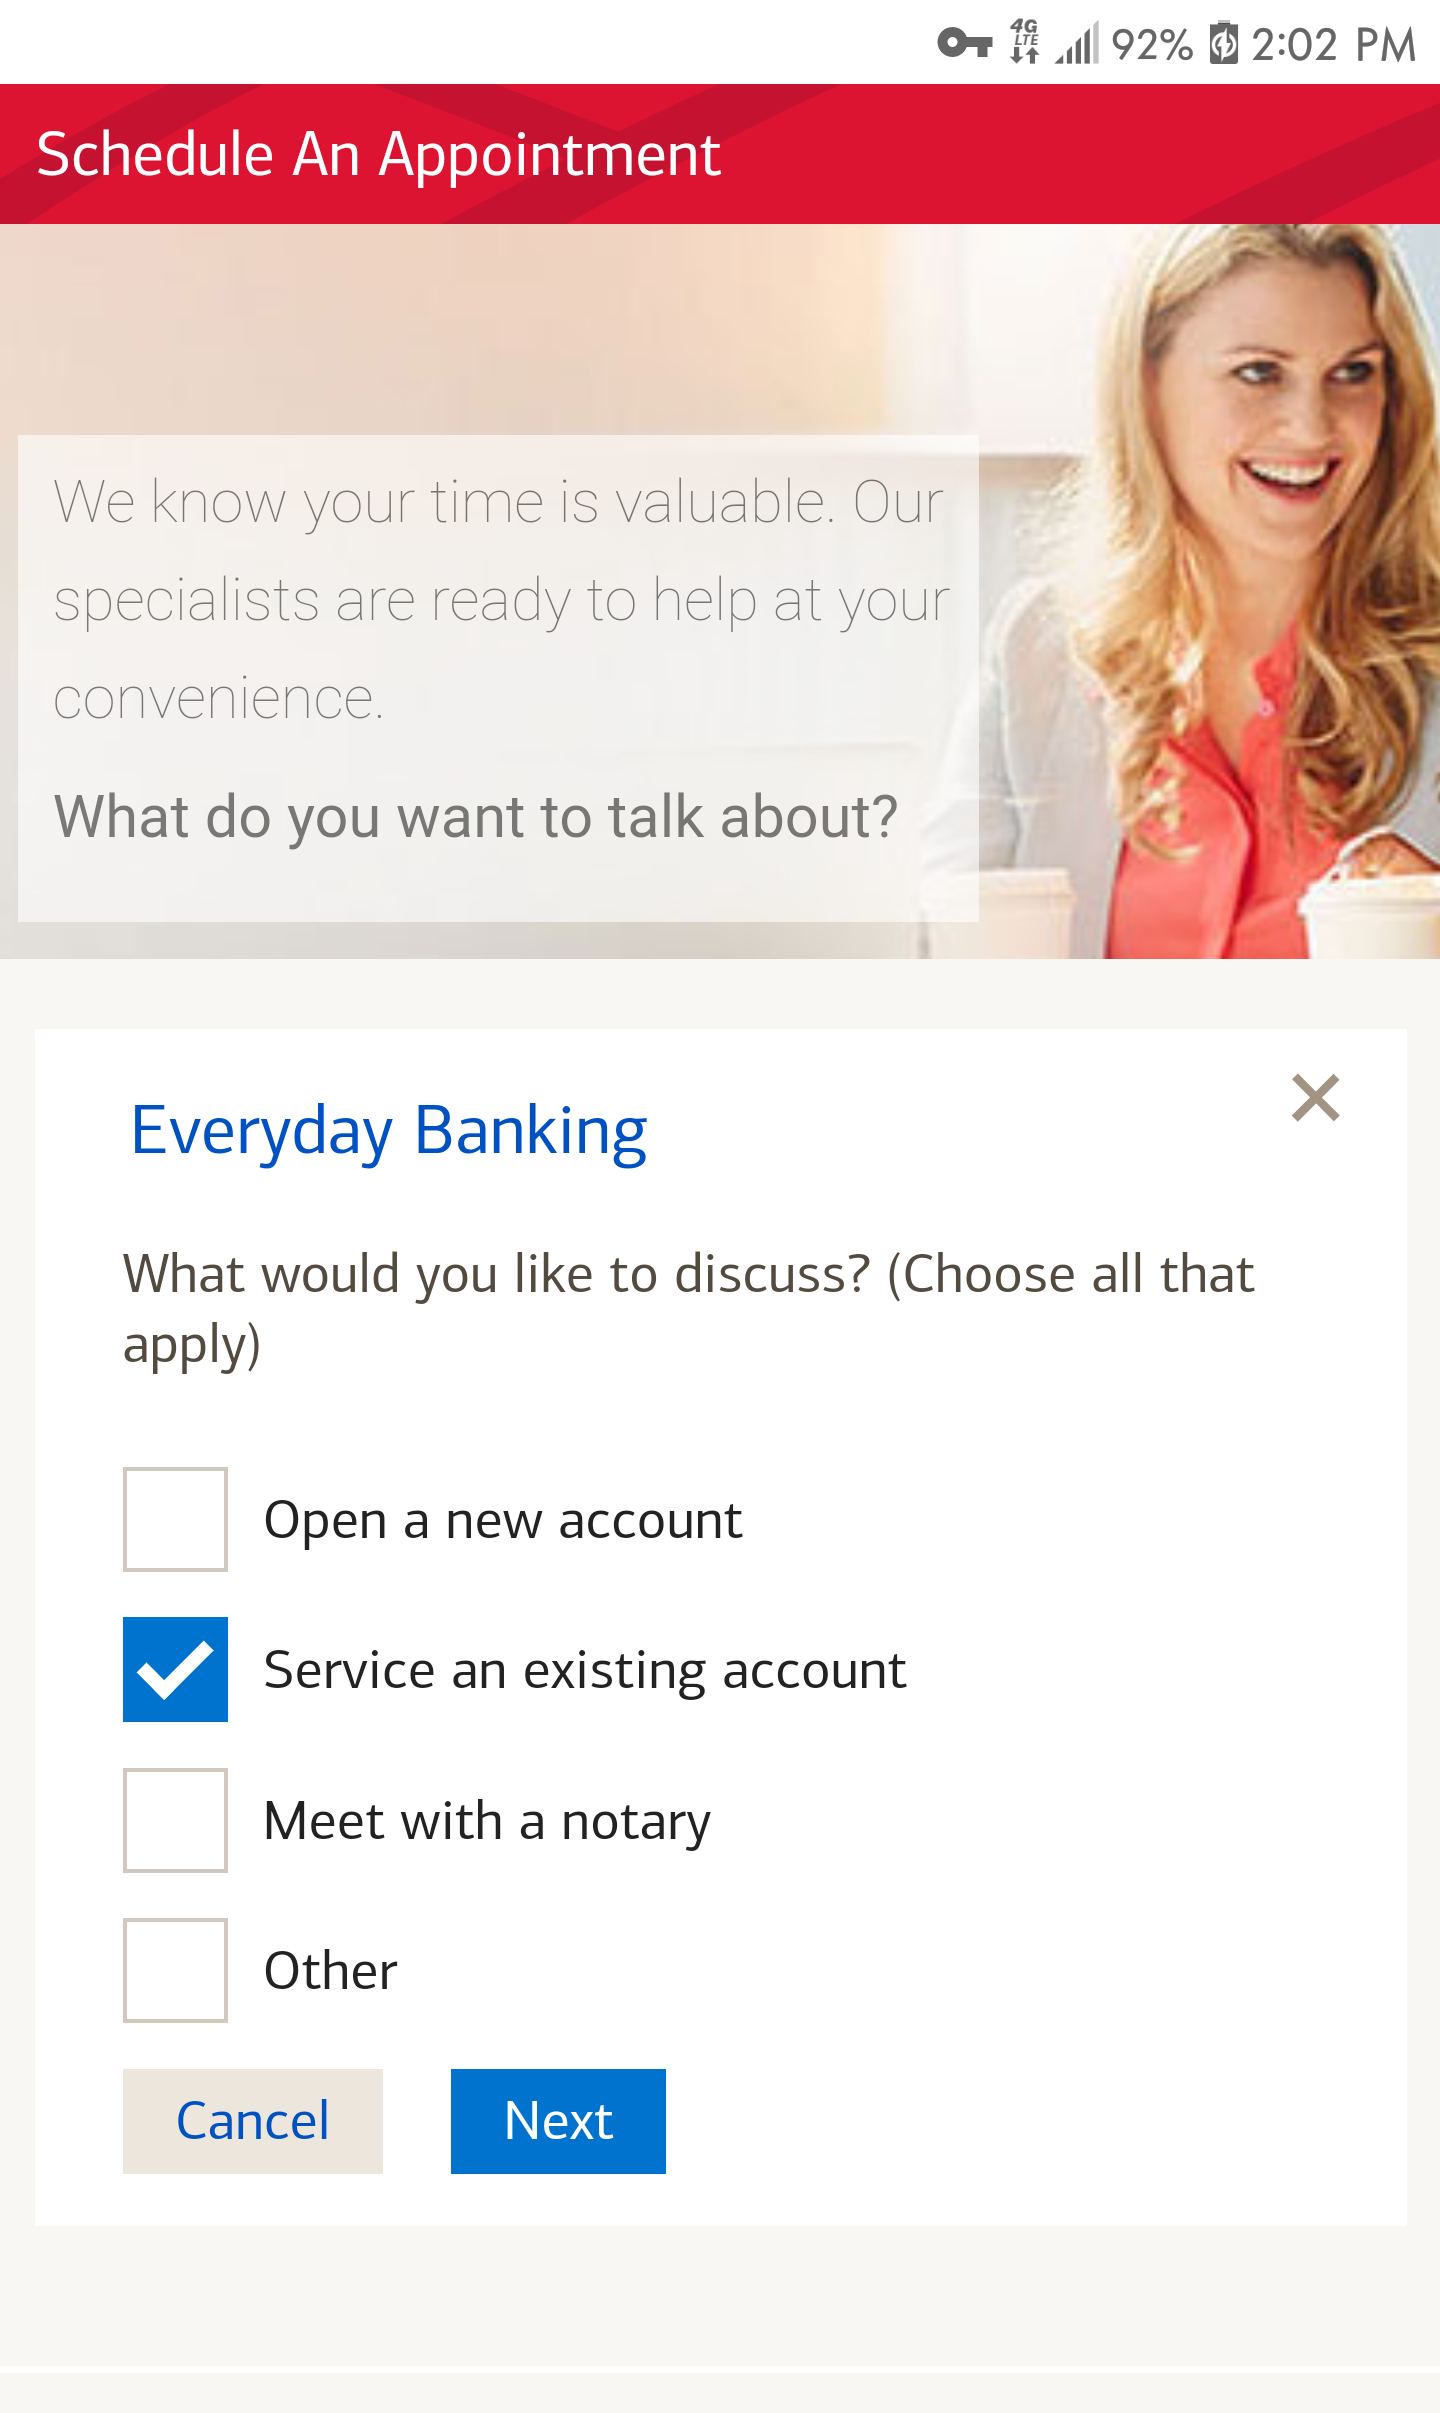 4G LTE 92% 2:02 PM
Schedule An Appointment
We know your time is valuable. Our
specialists are ready to help at your
convenience.
What do you want to talk about?
Everyday Banking
What would you like to discuss? (Choose all that
apply)
Open a new account
Service an existing account
Meet with a notary
Other
Cancel Next